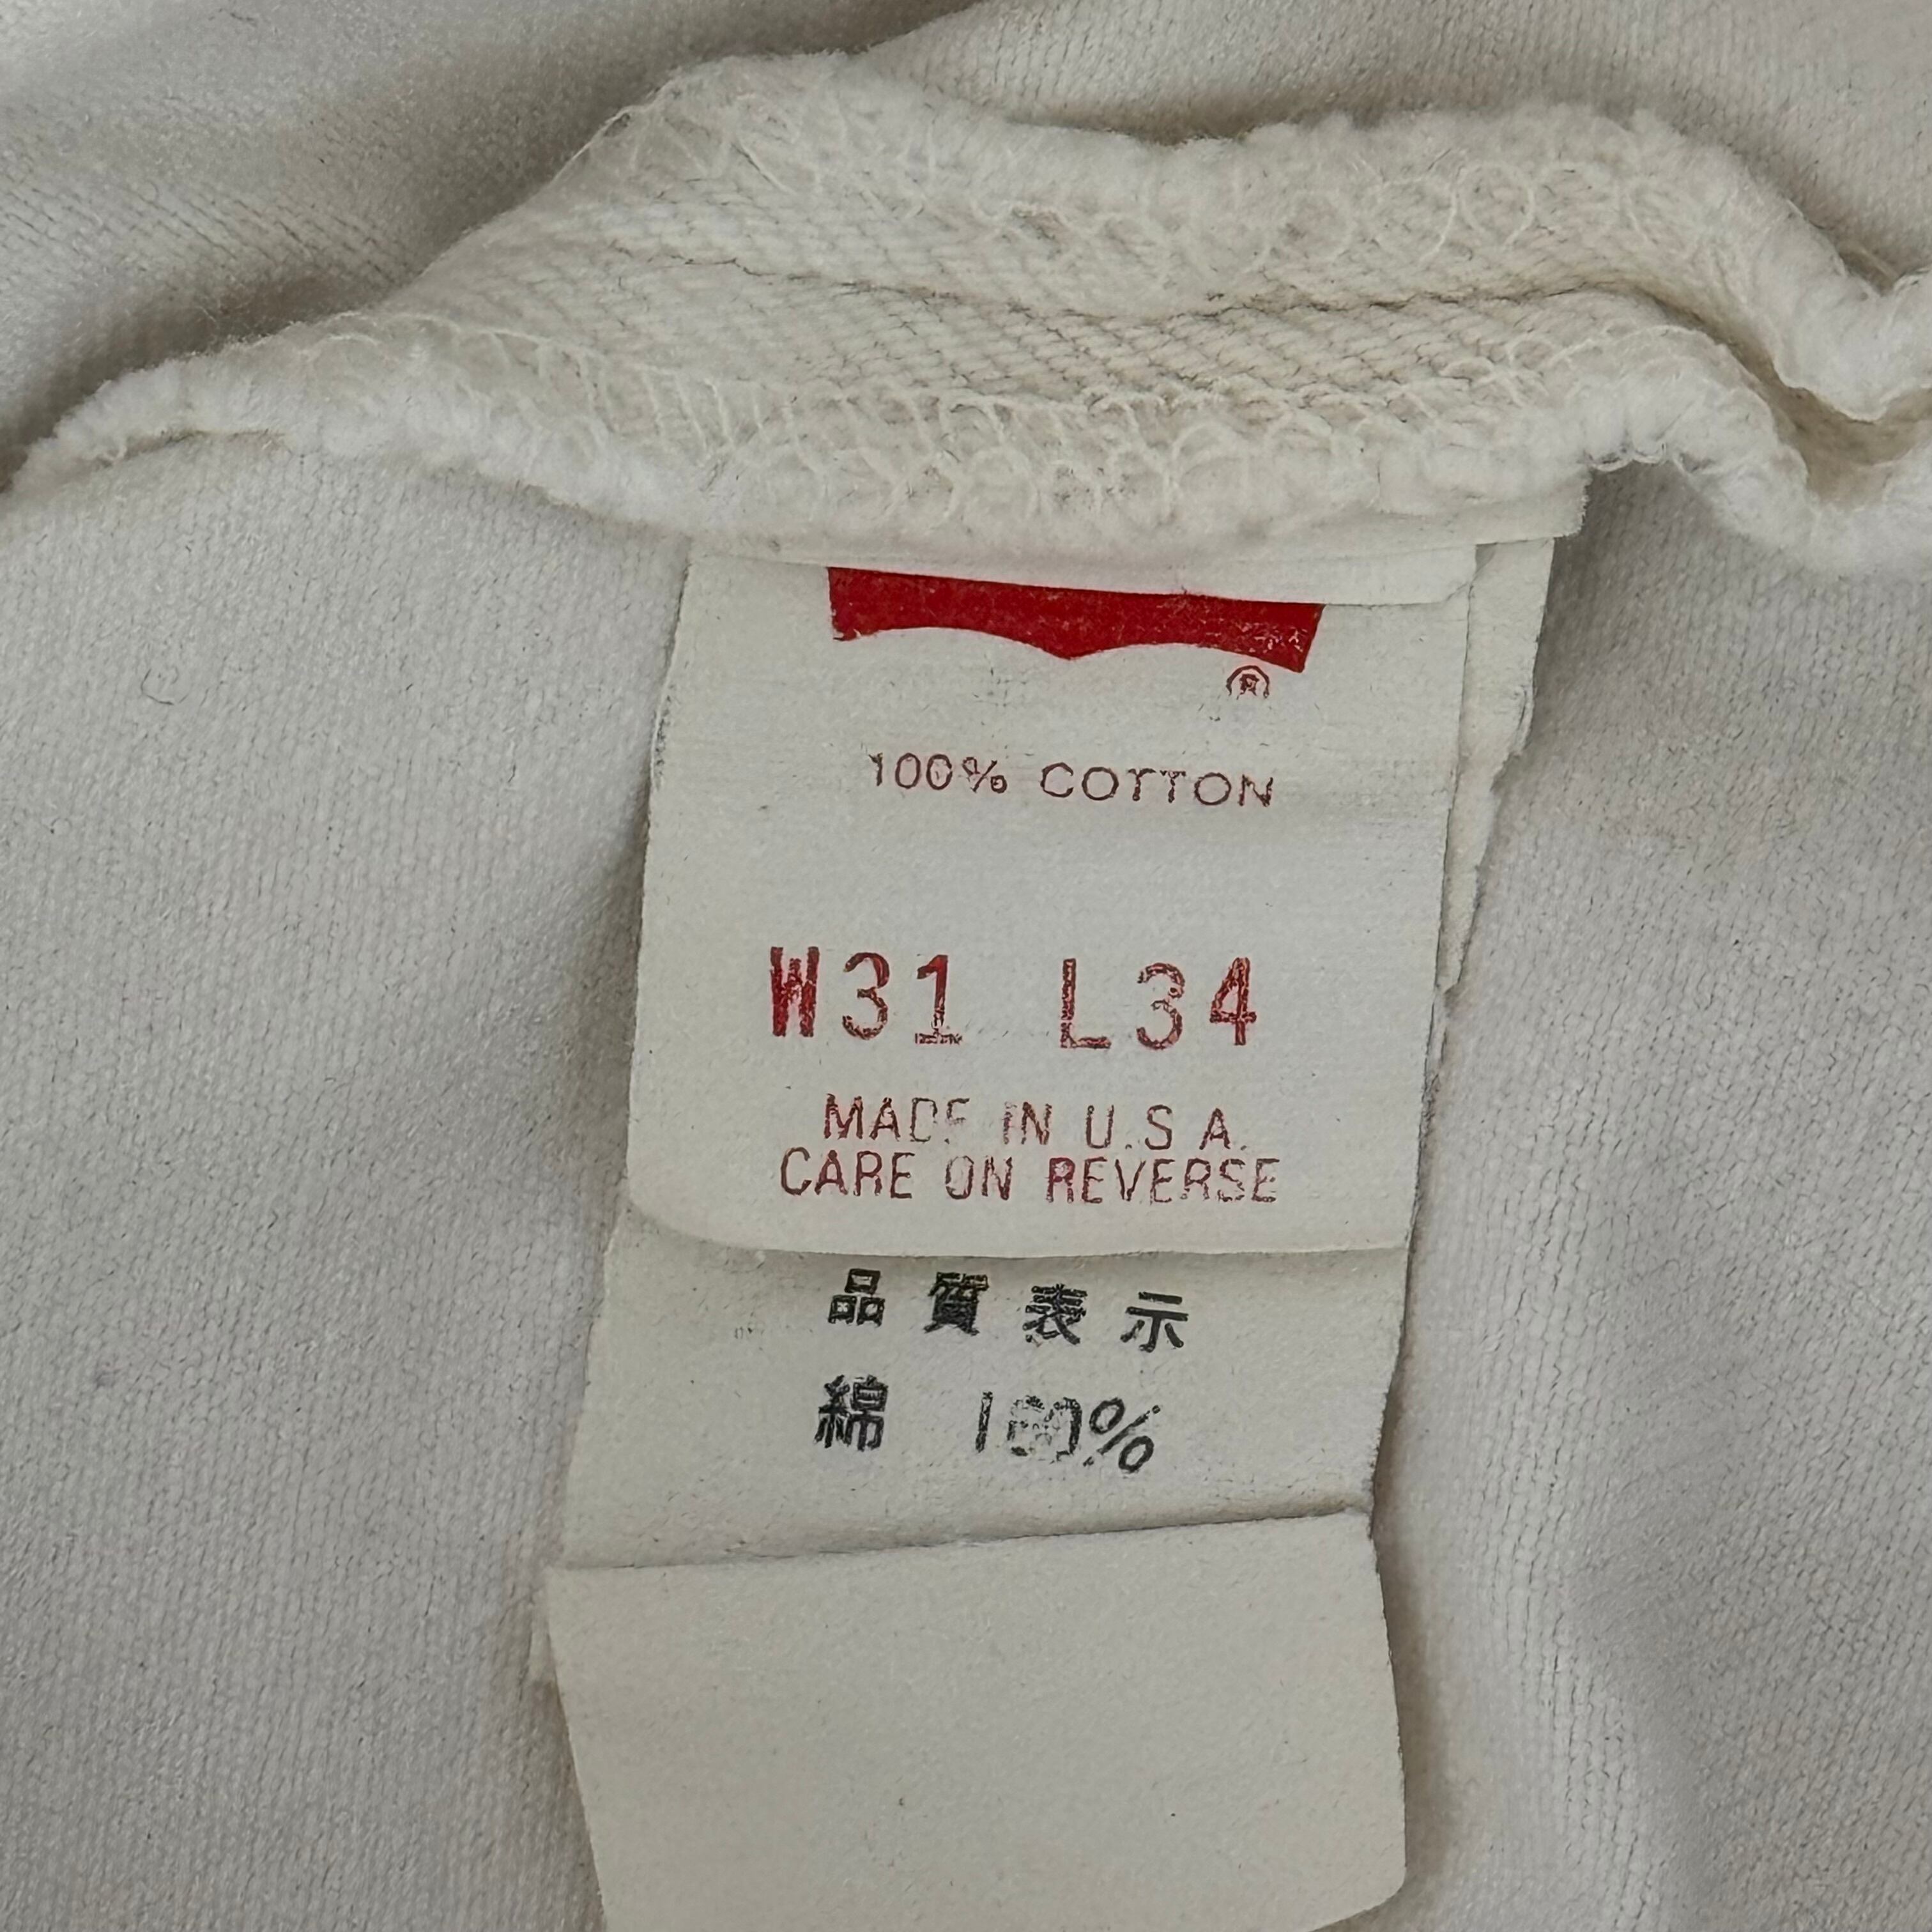 ®
100% COTTON
W31 L34
MADE IN U.S.A.
CARE ON REVERSE
品質表示
綿 100%